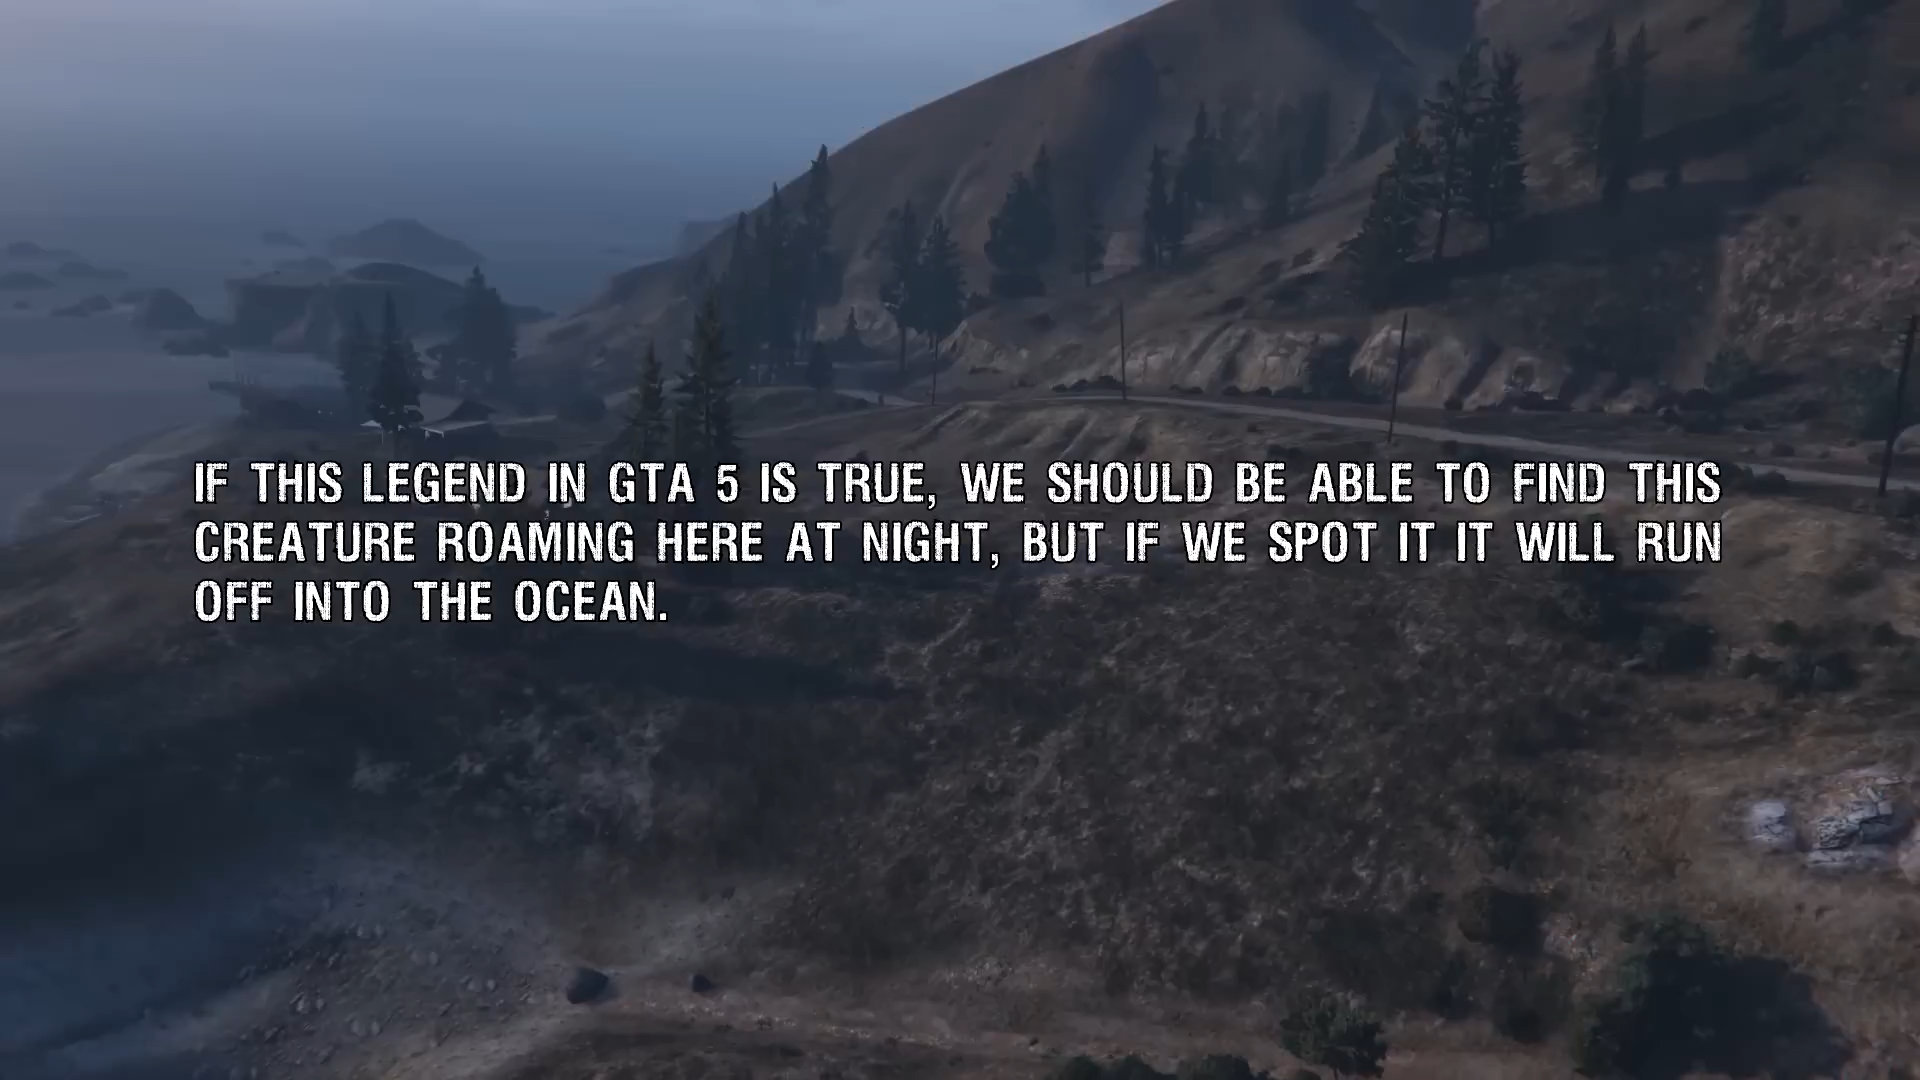 IF THIS LEGEND IN GTA 5 IS TRUE, WE SHOULD BE ABLE TO FIND THIS
CREATURE ROAMING HERE AT NIGHT, BUT IF WE SPOT IT IT WILL RUN
OFF INTO THE OCEAN.